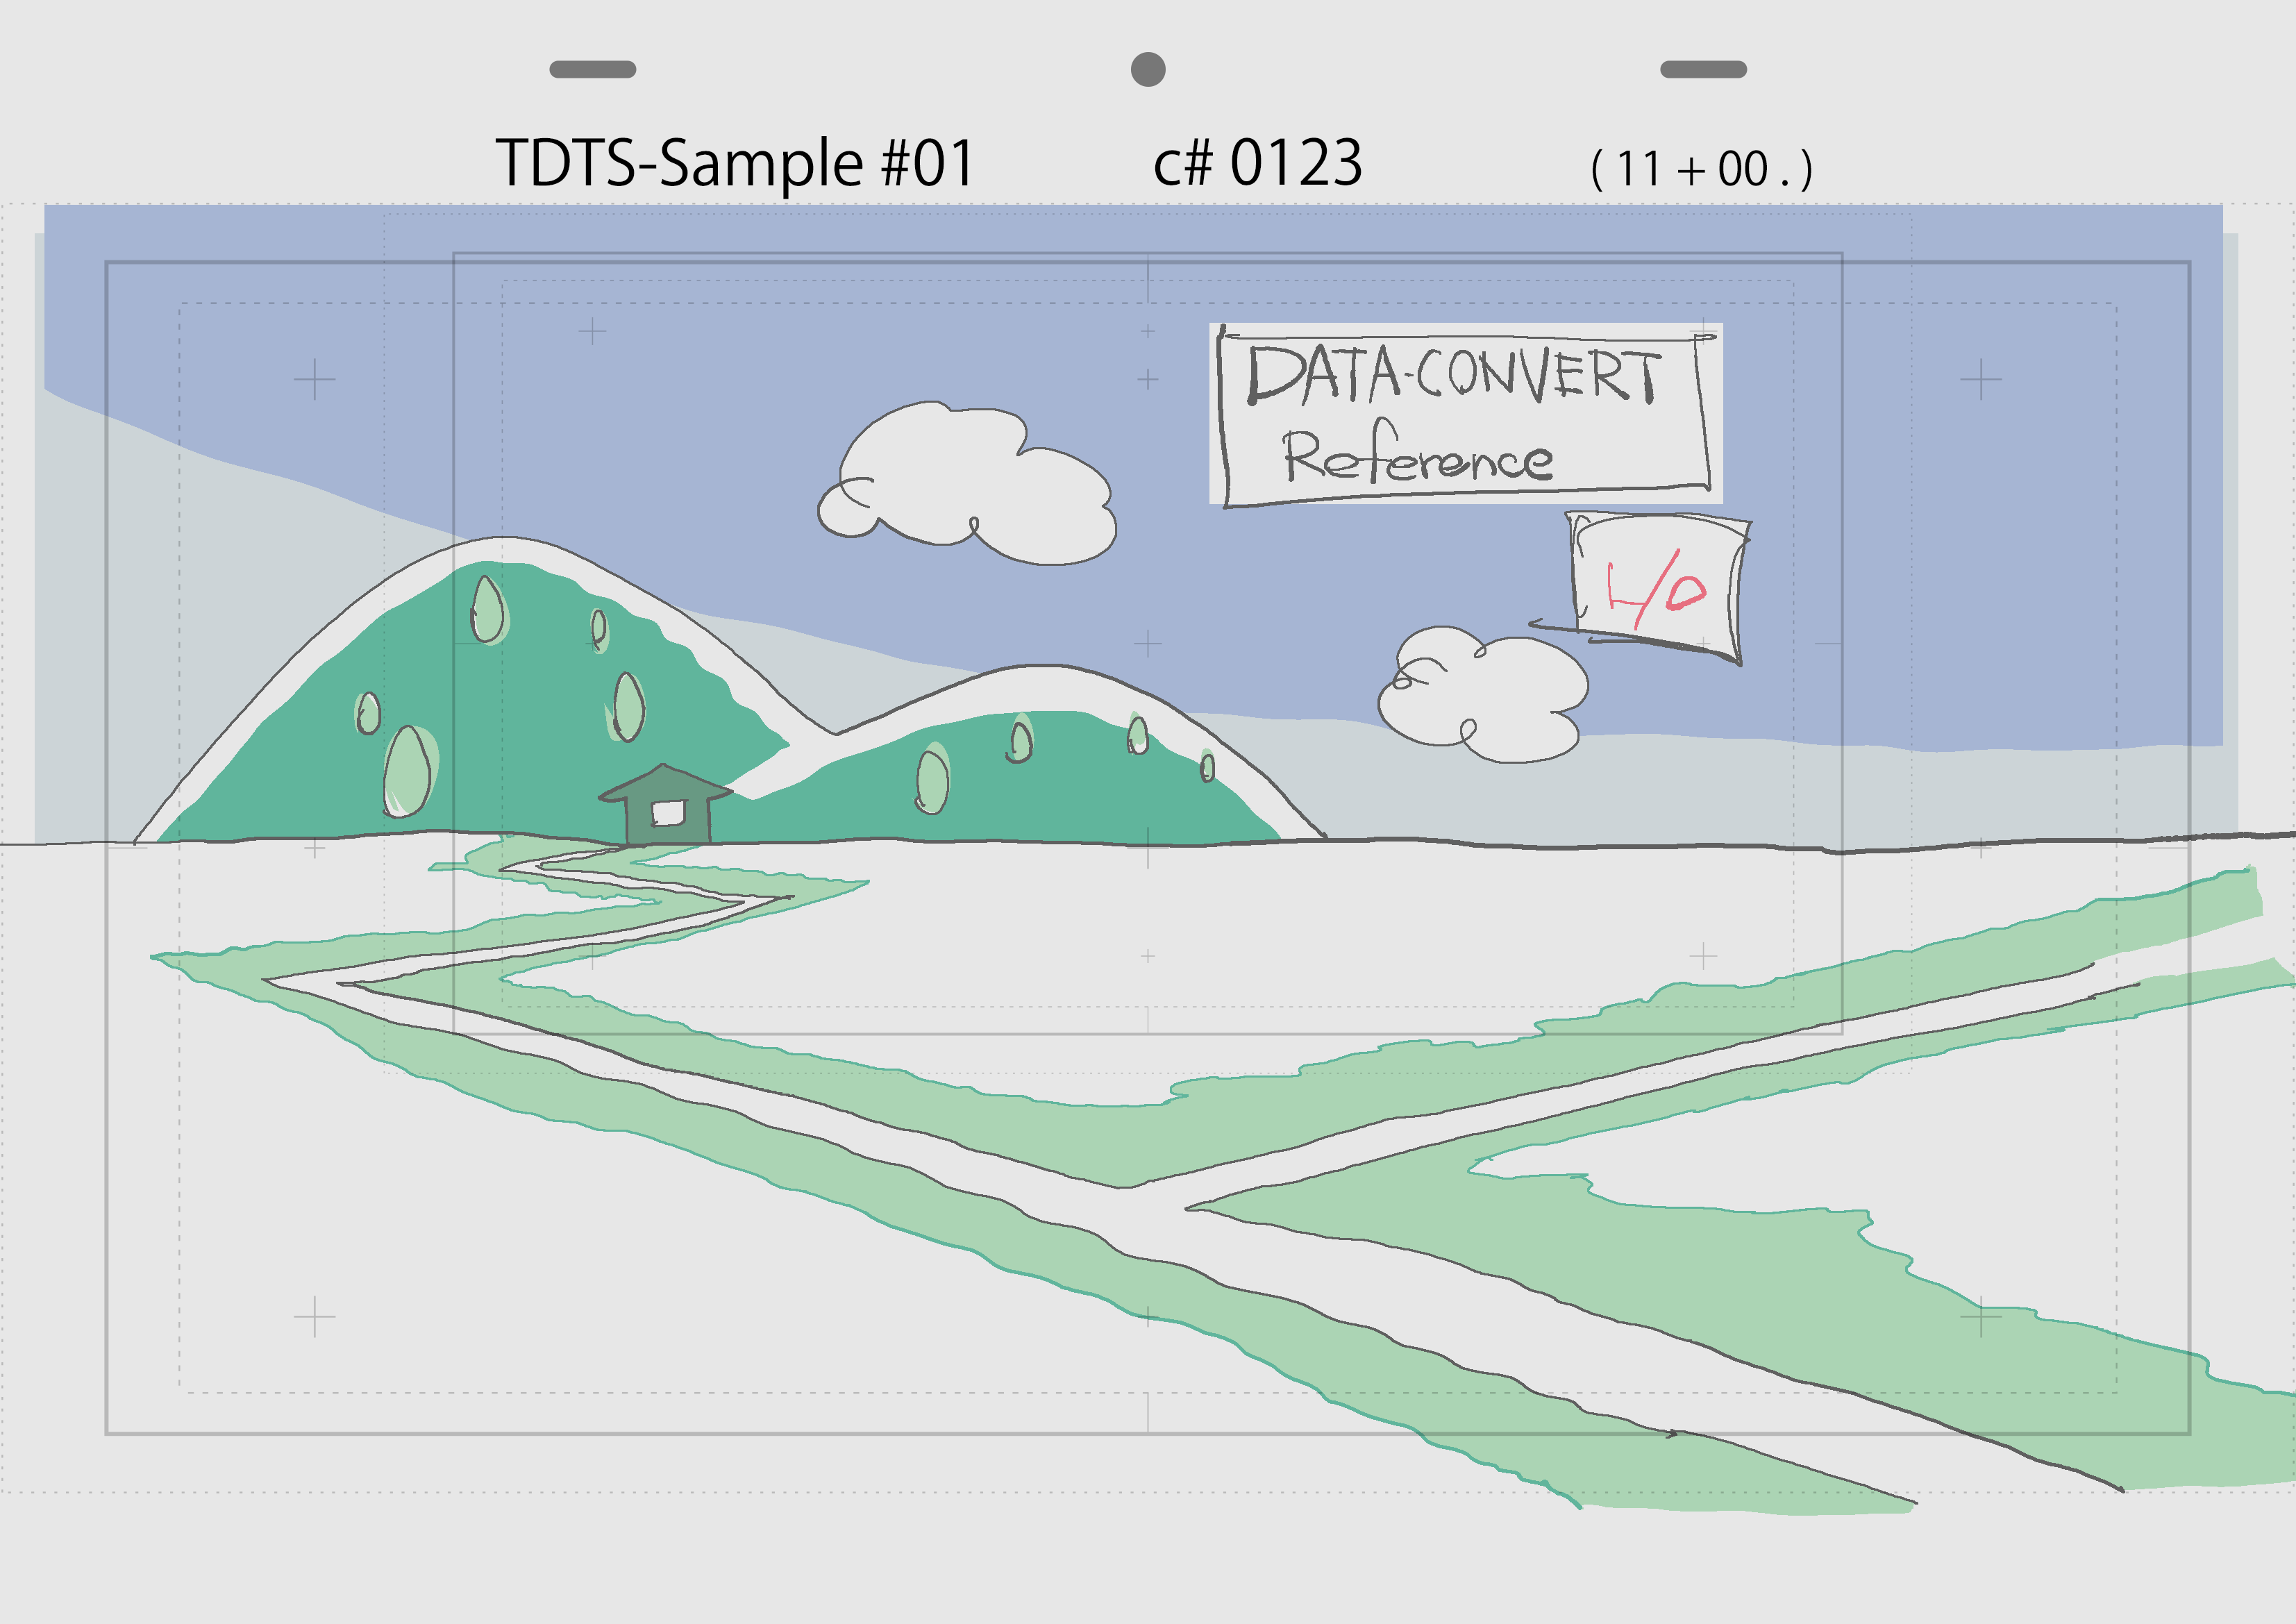 TDTS-Sample #01 c# 0123 ( 11 + 00 . )
DATA-CONVERT
Reference
H/O